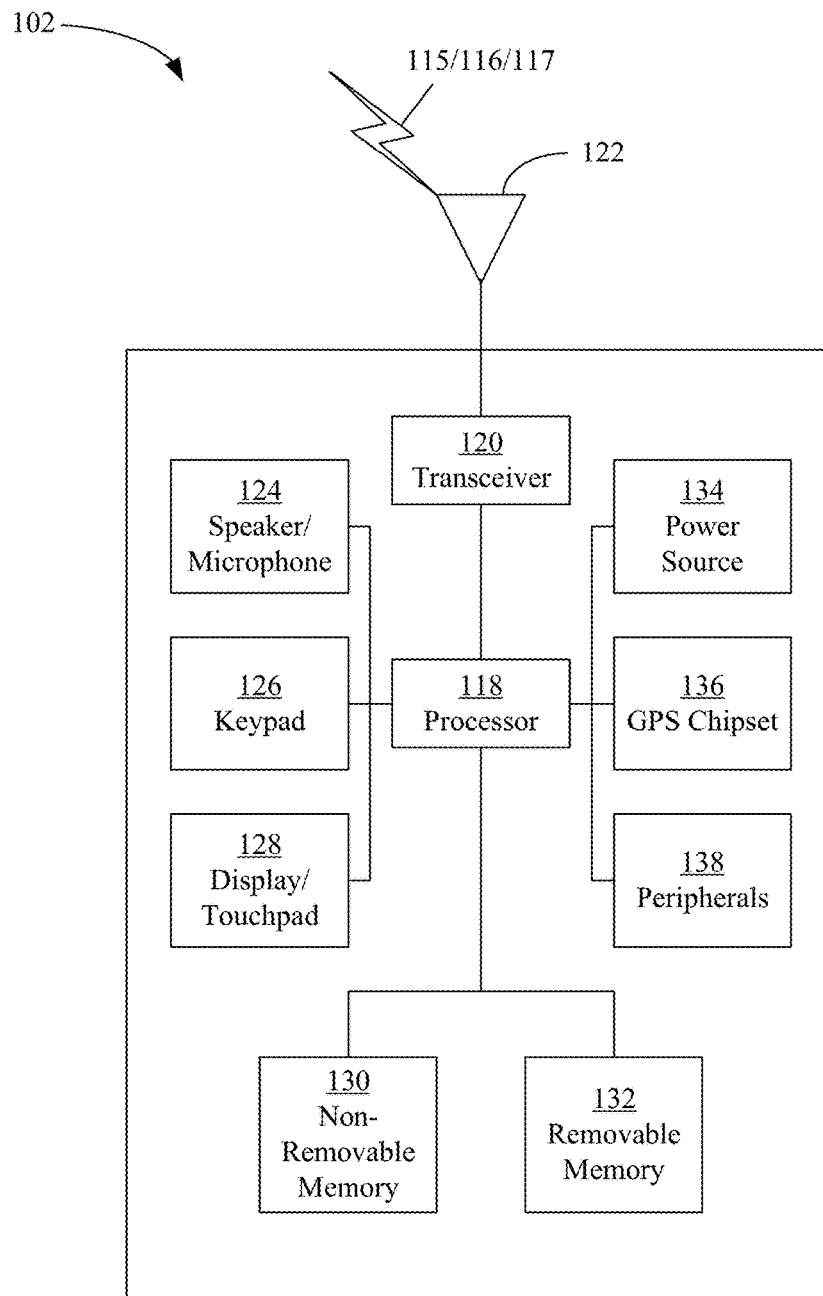 102
115/116/117
122
120
Transceiver
124
Speaker/
Microphone
134
Power
Source
126
Keypad
118
Processor
136
GPS Chipset
128
Display/
Touchpad
138
Peripherals
130
Non-
Removable
Memory
132
Removable
Memory